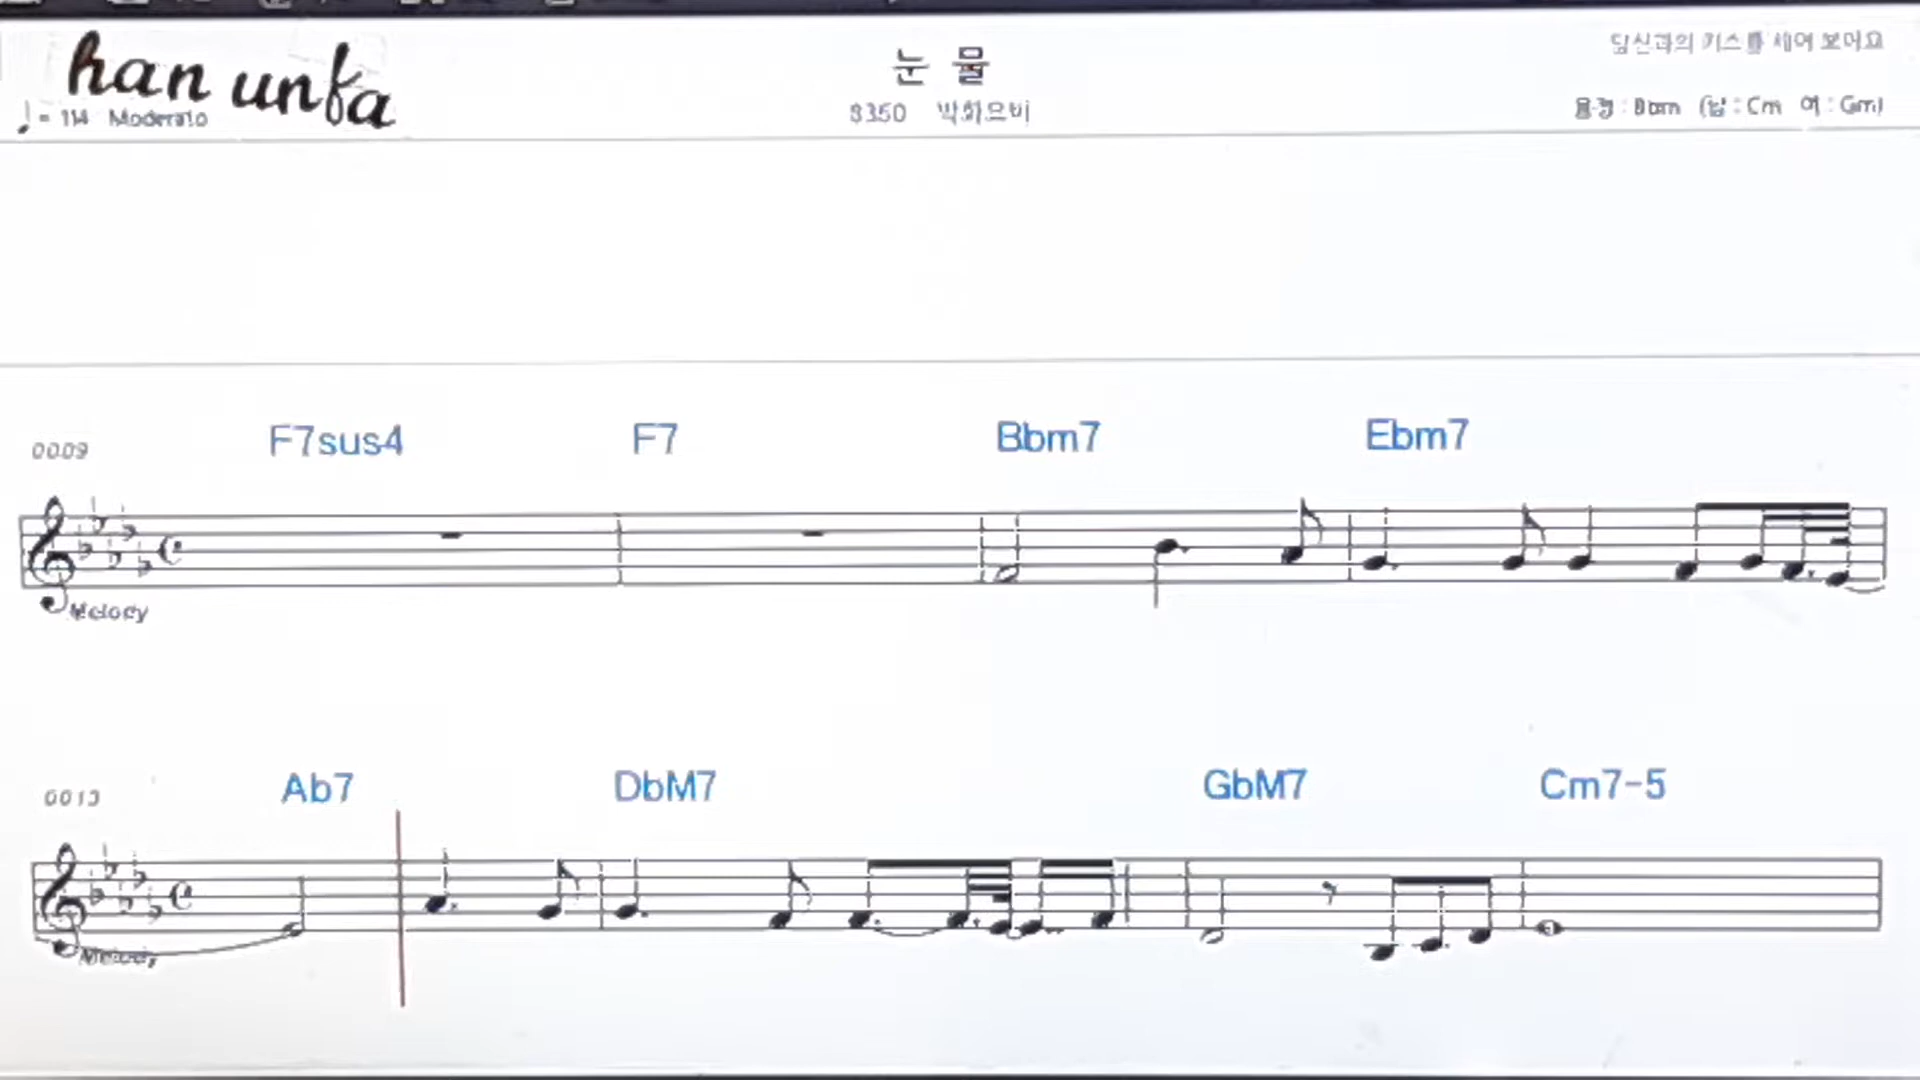 han unfa
♩= 114 Moderato
눈 물
8350 박화요비
당신과의 키스를 세어 보아요
음정 : Bbm (남 : Cm 여 : Gm)
0009 F7sus4 F7 Bbm7 Ebm7
Melody
0013 Ab7 DbM7 GbM7 Cm7-5
Melody